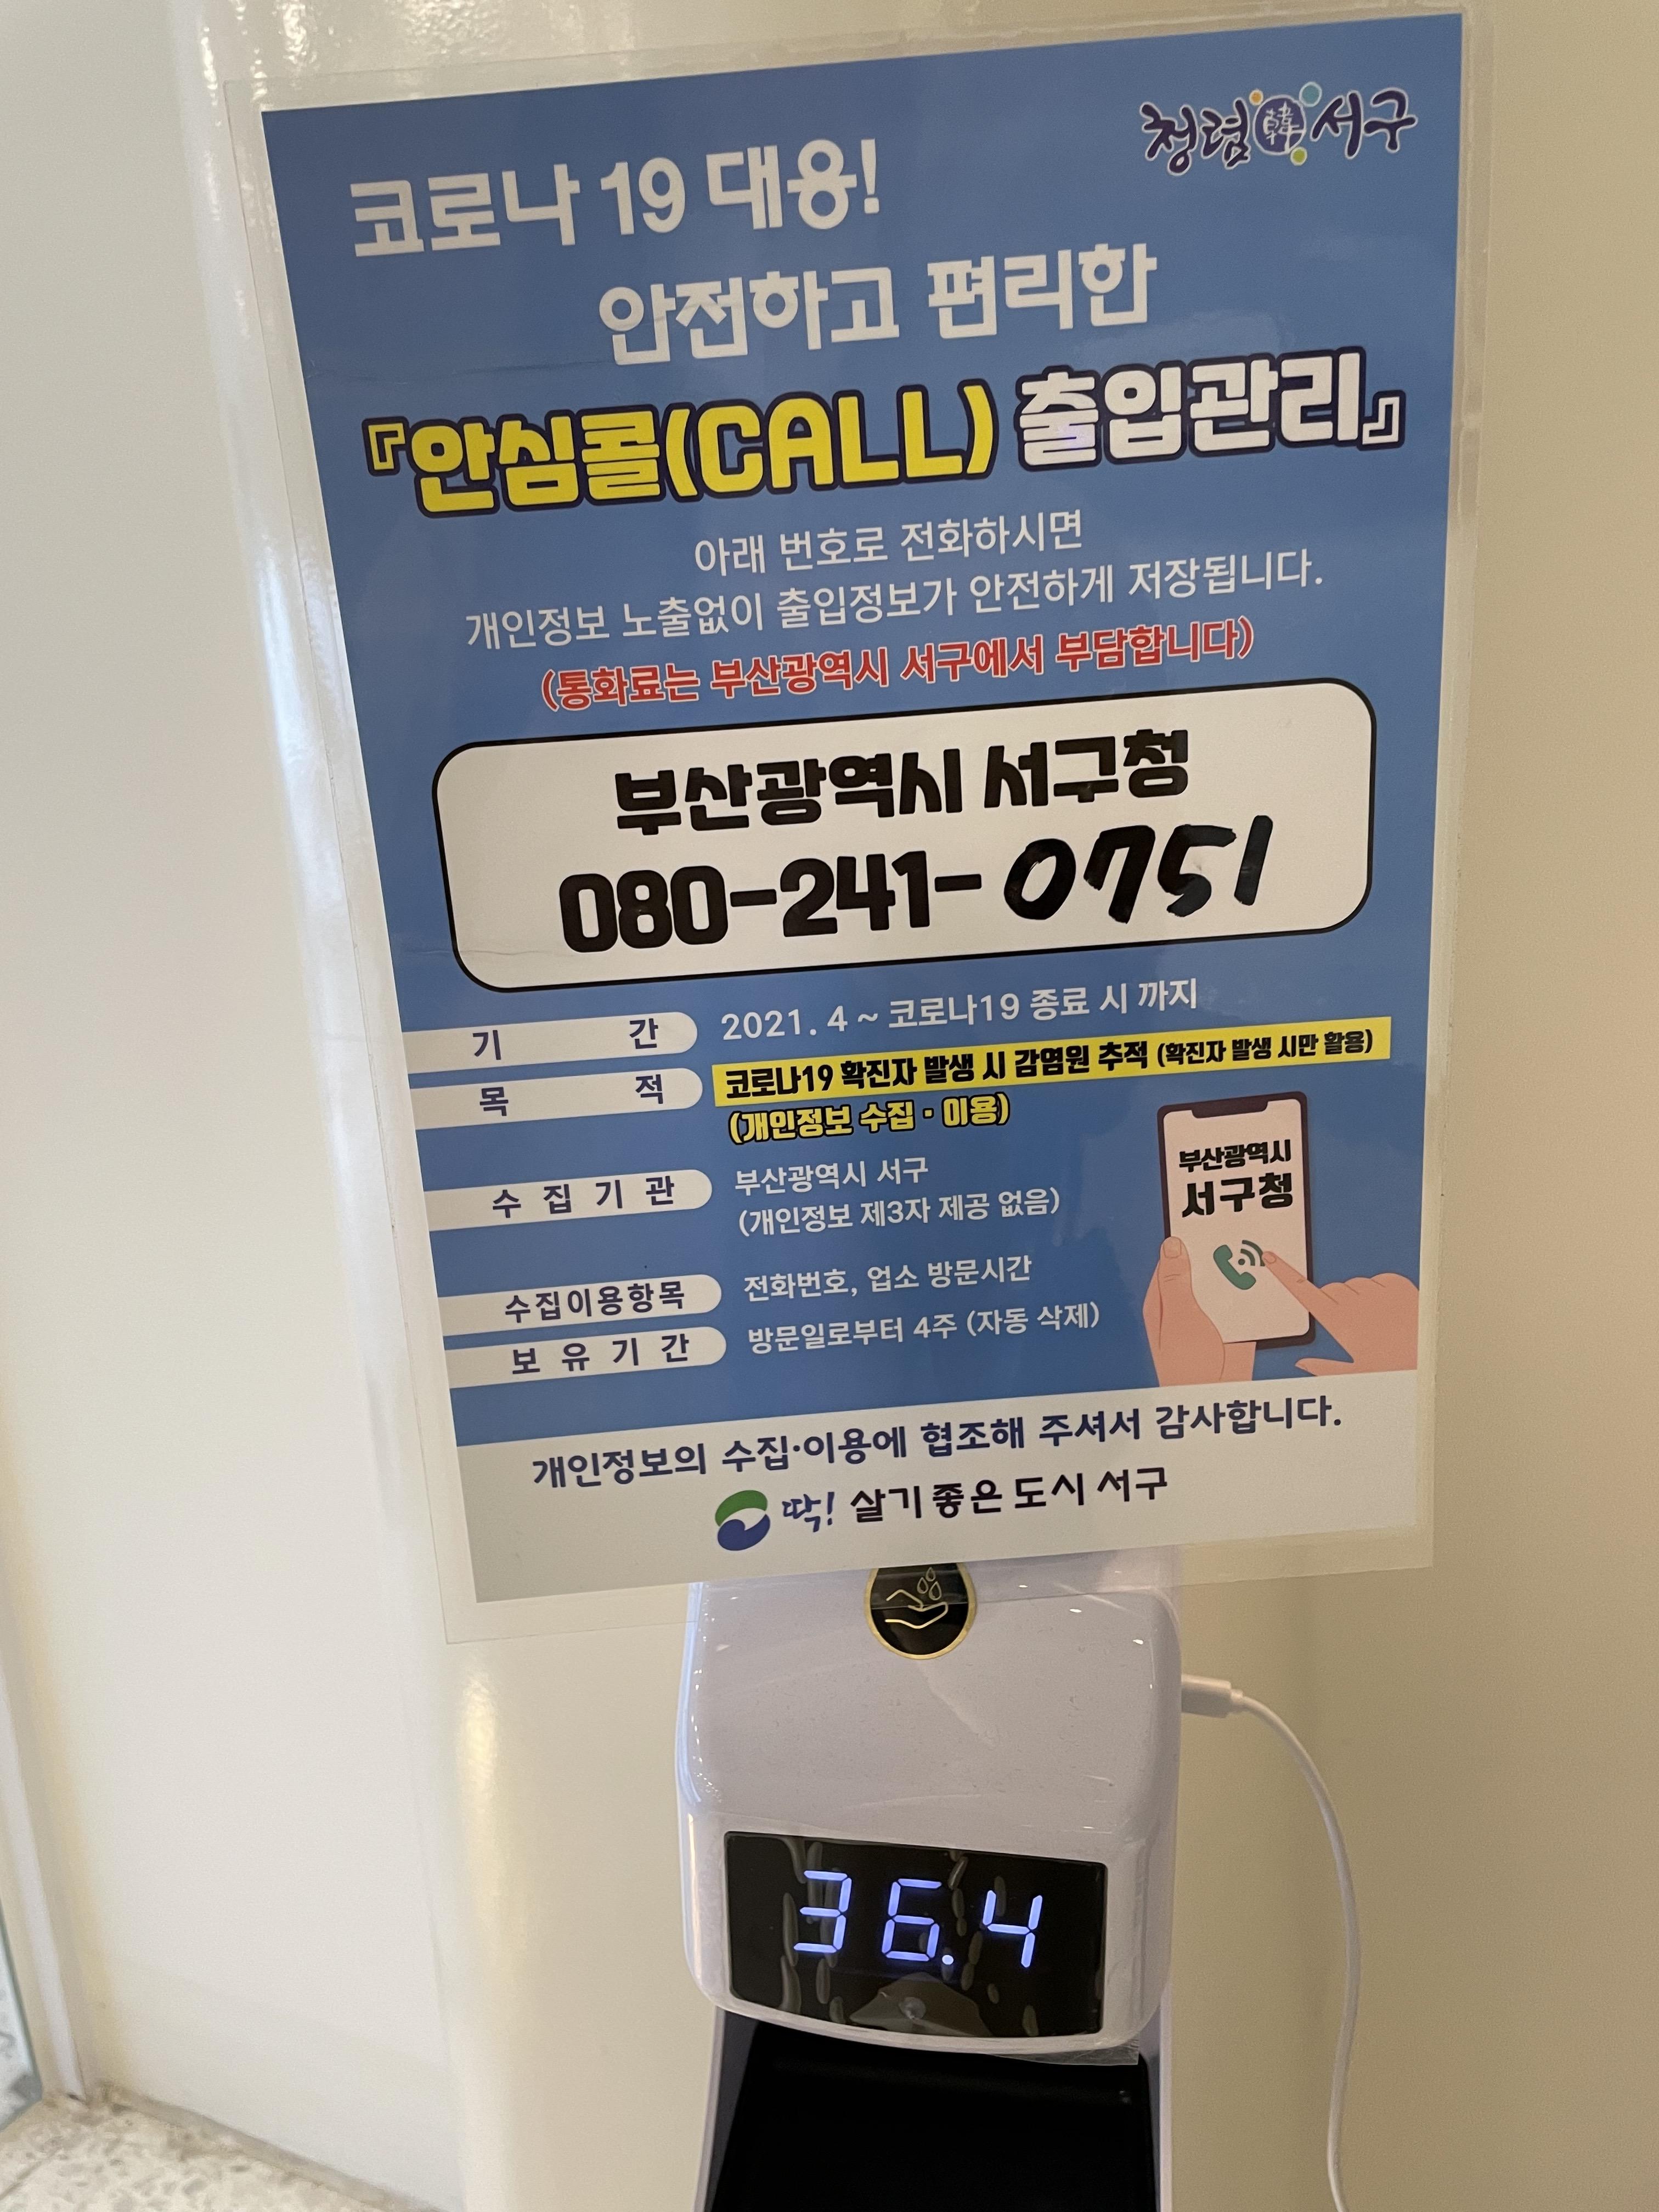 청렴韓서구
코로나 19 대응!
안전하고 편리한
『안심콜(CALL) 출입관리』
아래 번호로 전화하시면
개인정보 노출없이 출입정보가 안전하게 저장됩니다.
(통화료는 부산광역시 서구에서 부담합니다)
부산광역시 서구청
080-241-0751
기 간 2021. 4 ~ 코로나19 종료 시 까지
목 적 코로나19 확진자 발생 시 감염원 추적 (확진자 발생 시만 활용)
(개인정보 수집 · 이용)
수 집 기 관 부산광역시 서구
(개인정보 제3자 제공 없음)
수집이용항목 전화번호, 업소 방문시간
보 유 기 간 방문일로부터 4주 (자동 삭제)
부산광역시
서구청
개인정보의 수집·이용에 협조해 주셔서 감사합니다.
딱! 살기 좋은 도시 서구
36.4